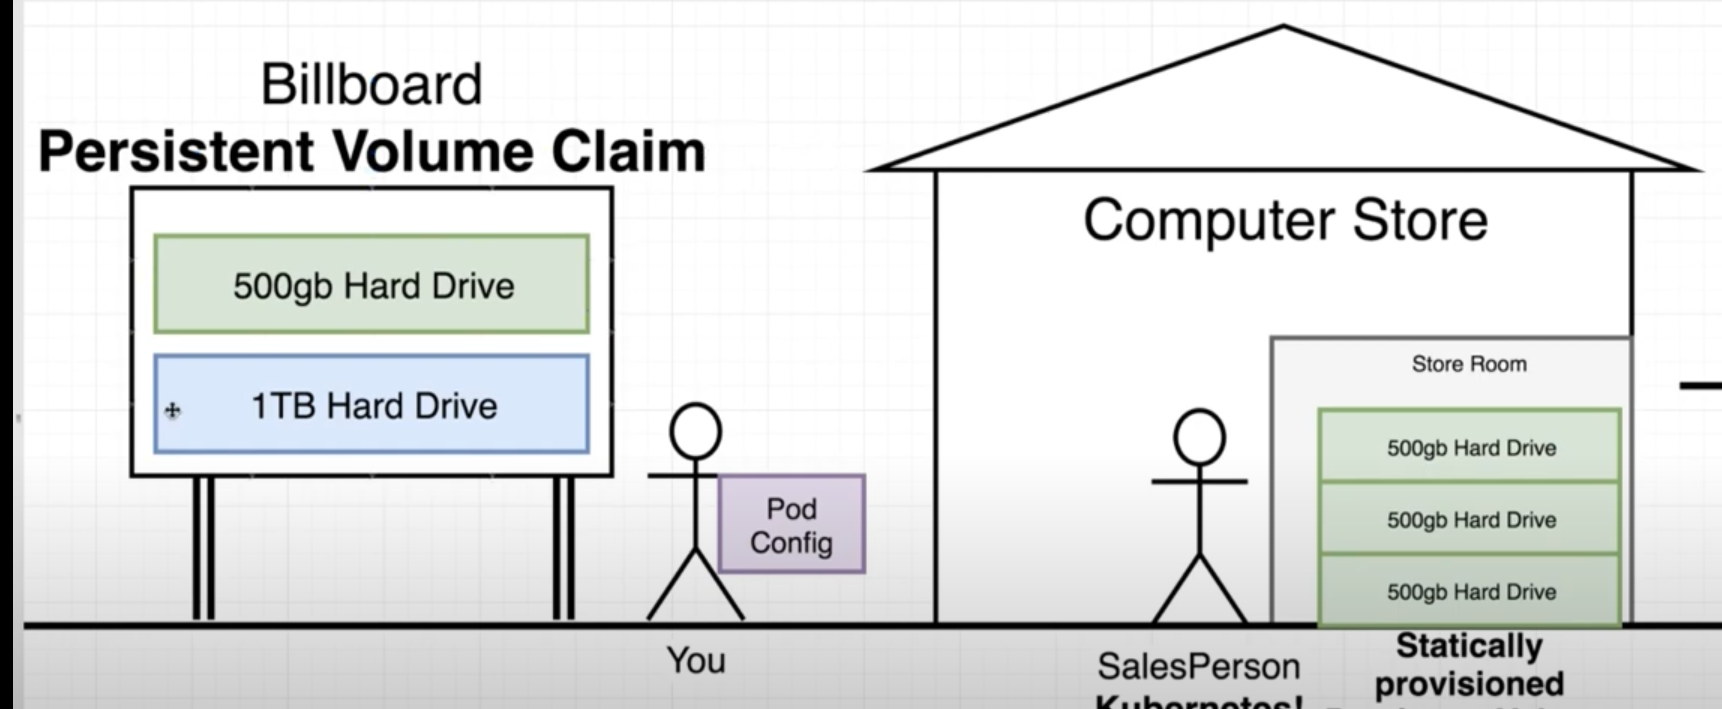 Billboard
Persistent Volume Claim
500gb Hard Drive
1TB Hard Drive
Pod
Config
You
Computer Store
Store Room
500gb Hard Drive
500gb Hard Drive
500gb Hard Drive
SalesPerson
Kubernetes!
Statically
provisioned